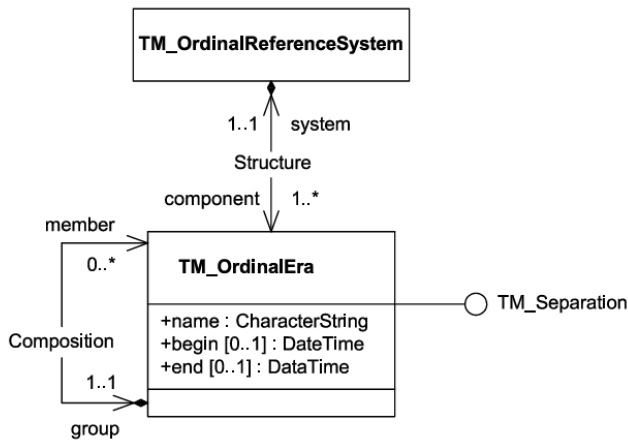 TM_OrdinalReferenceSystem
1..1 system
Structure
component 1..*
member
0..*
TM_OrdinalEra
TM_Separation
+name : CharacterString
+begin [0..1] : DateTime
+end [0..1] : DataTime
Composition
1..1
group